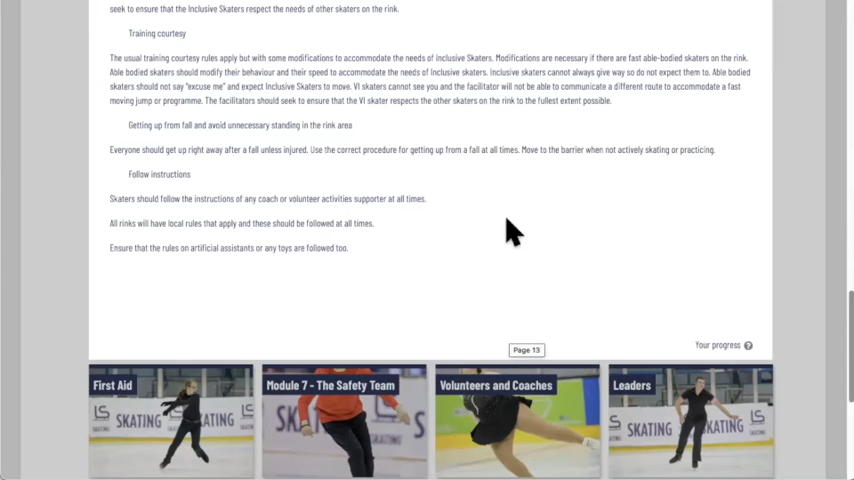 seek to ensure that the Inclusive Skaters respect the needs of other skaters on the rink.
Training courtesy
The usual training courtesy rules apply but with some modifications to accommodate the needs of inclusive Skaters. Modifications are necessary if there are fast able-bodied skaters on the rink.
Able bodied skaters should modify their behaviour and their speed to accommodate the needs of Inclusive skaters. Inclusive skaters cannot always give way so do not expect them to. Able bodied
skaters should not say "excuse me" and expect Inclusive Skaters to move. VI skaters cannot see you and the facilitator will not be able to communicate a different route to accommodate a fast
moving jump or programme. The facilitators should seek to ensure that the VI skater respects the other skaters on the rink to the fullest extent possible.
Getting up from fall and avoid unnecessary standing in the rink area
Everyone should get up right away after a fall unless injured. Use the correct procedure for getting up from a fall at all times. Move to the barrier when not actively skating or practicing.
Follow instructions
Skaters should follow the instructions of any coach or volunteer activities supporter at all times.
All rinks will have local rules that apply and these should be followed at all times.
Ensure that the rules on artificial assistants or any toys are followed too.
Your progress ?
Page 13
First Aid
Module 7 - The Safety Team
Volunteers and Coaches
Leaders
LS SKATING
SKATING
LS
SKATING
LS